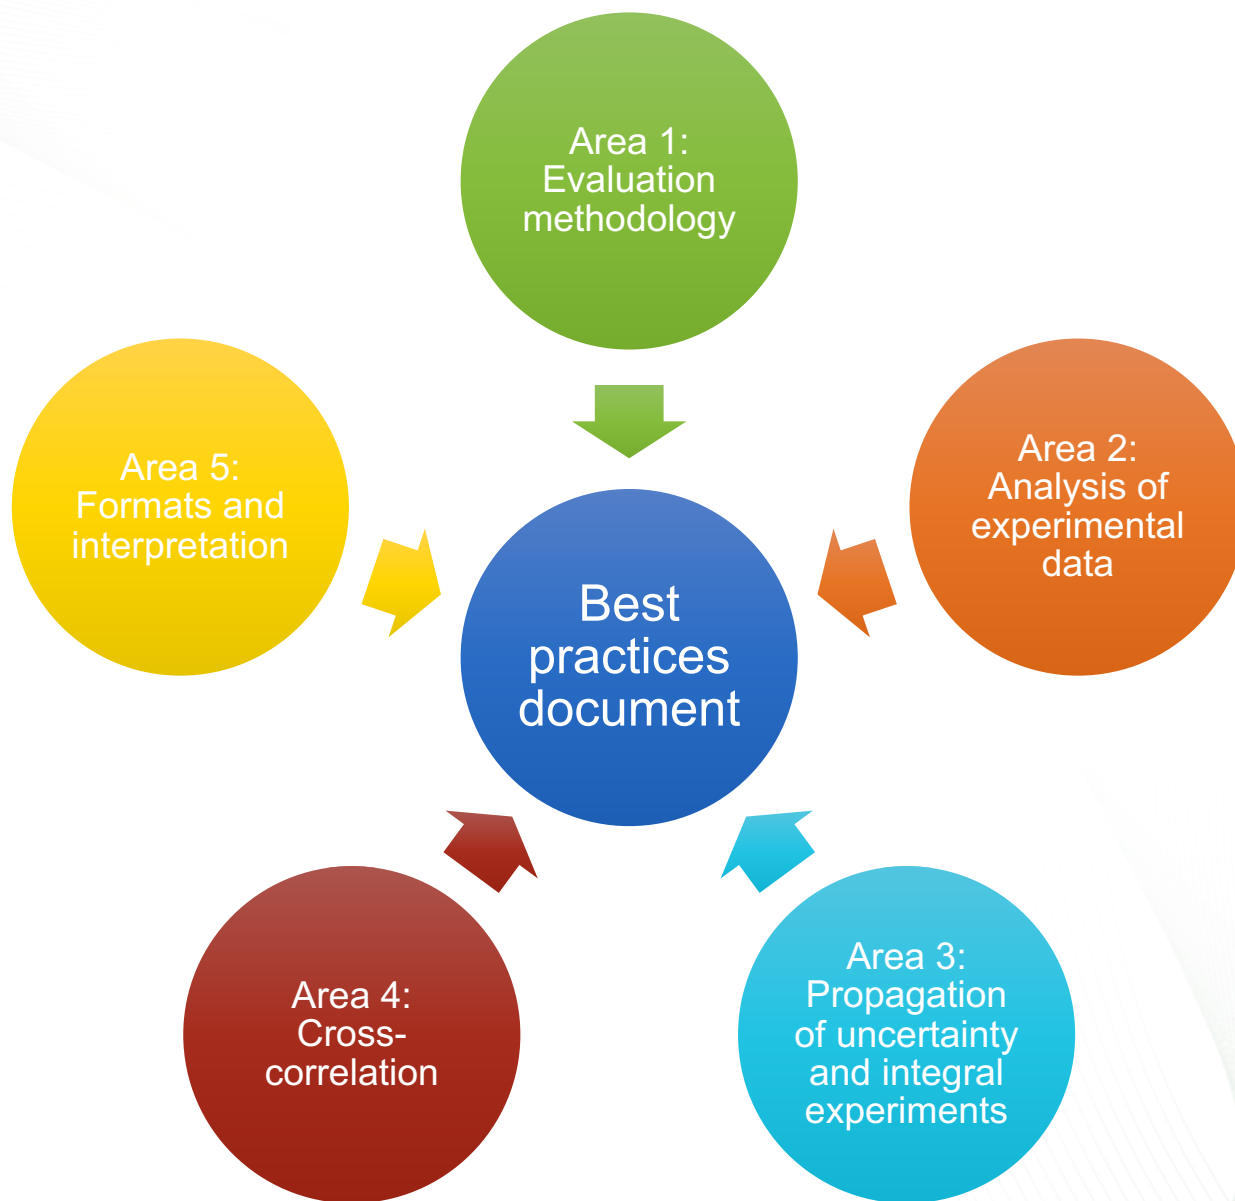 Area 1:
Evaluation
methodology
Area 2:
Analysis of
experimental
data
Area 3:
Propagation
of uncertainty
and integral
experiments
Area 4:
Cross-
correlation
Area 5:
Formats and
interpretation
Best
practices
document